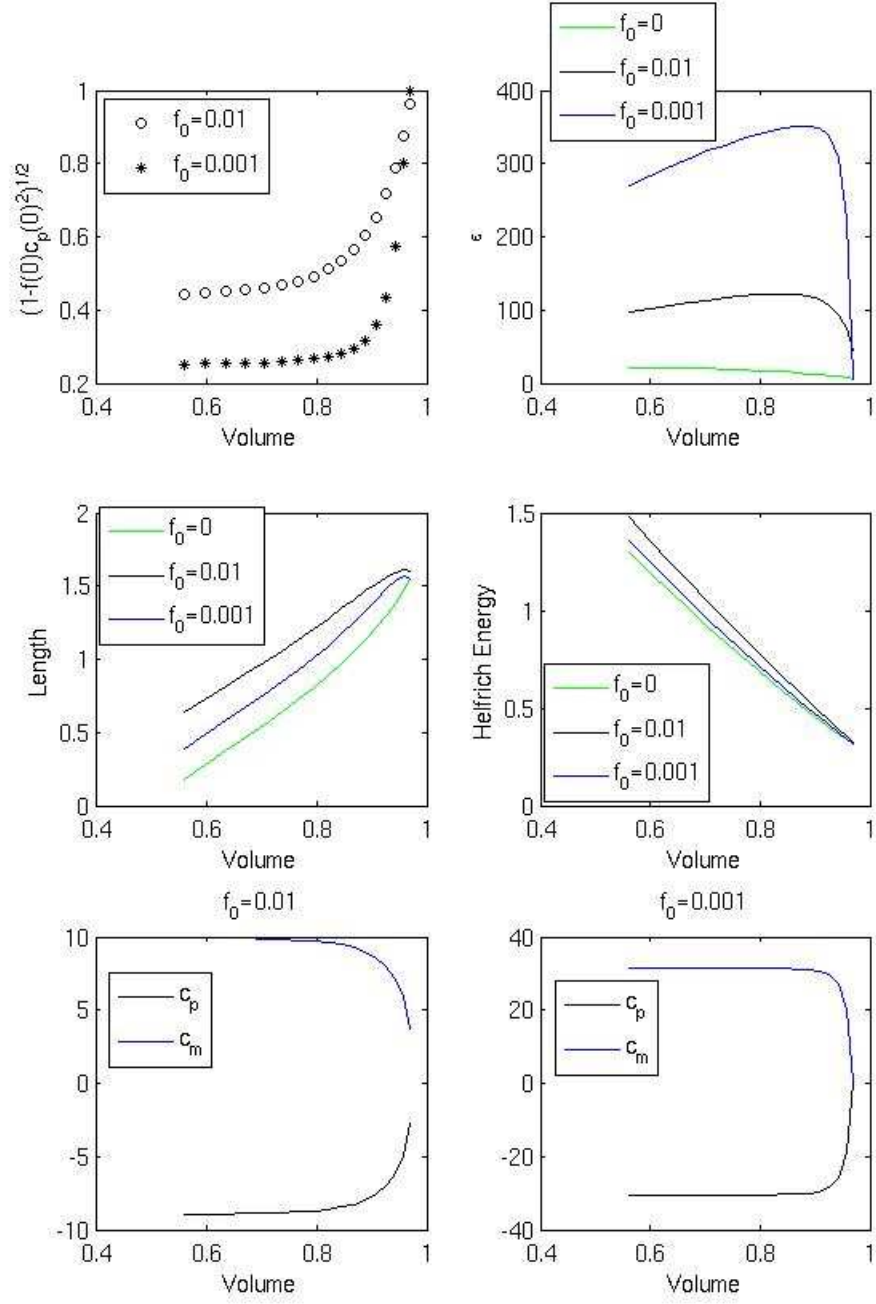 f₀=0.01
f₀=0.001
(1-f(0)cₚ(0)²)^1/2
1
0.8
0.6
0.4
0.2
0.4 0.6 0.8 1
Volume
f₀=0
f₀=0.01
f₀=0.001
ε
400
300
200
100
0
0.4 0.6 0.8 1
Volume
f₀=0
f₀=0.01
f₀=0.001
Length
2
1.5
1
0.5
0
0.4 0.6 0.8 1
Volume
Helfrich Energy
1.5
1
0.5
0
f₀=0
f₀=0.01
f₀=0.001
0.4 0.6 0.8 1
Volume
f₀=0.01
10
5
0
-5
-10
cₚ
cₘ
0.4 0.6 0.8 1
f₀=0.001
40
20
0
-20
-40
cₚ
cₘ
0.4 0.6 0.8 1